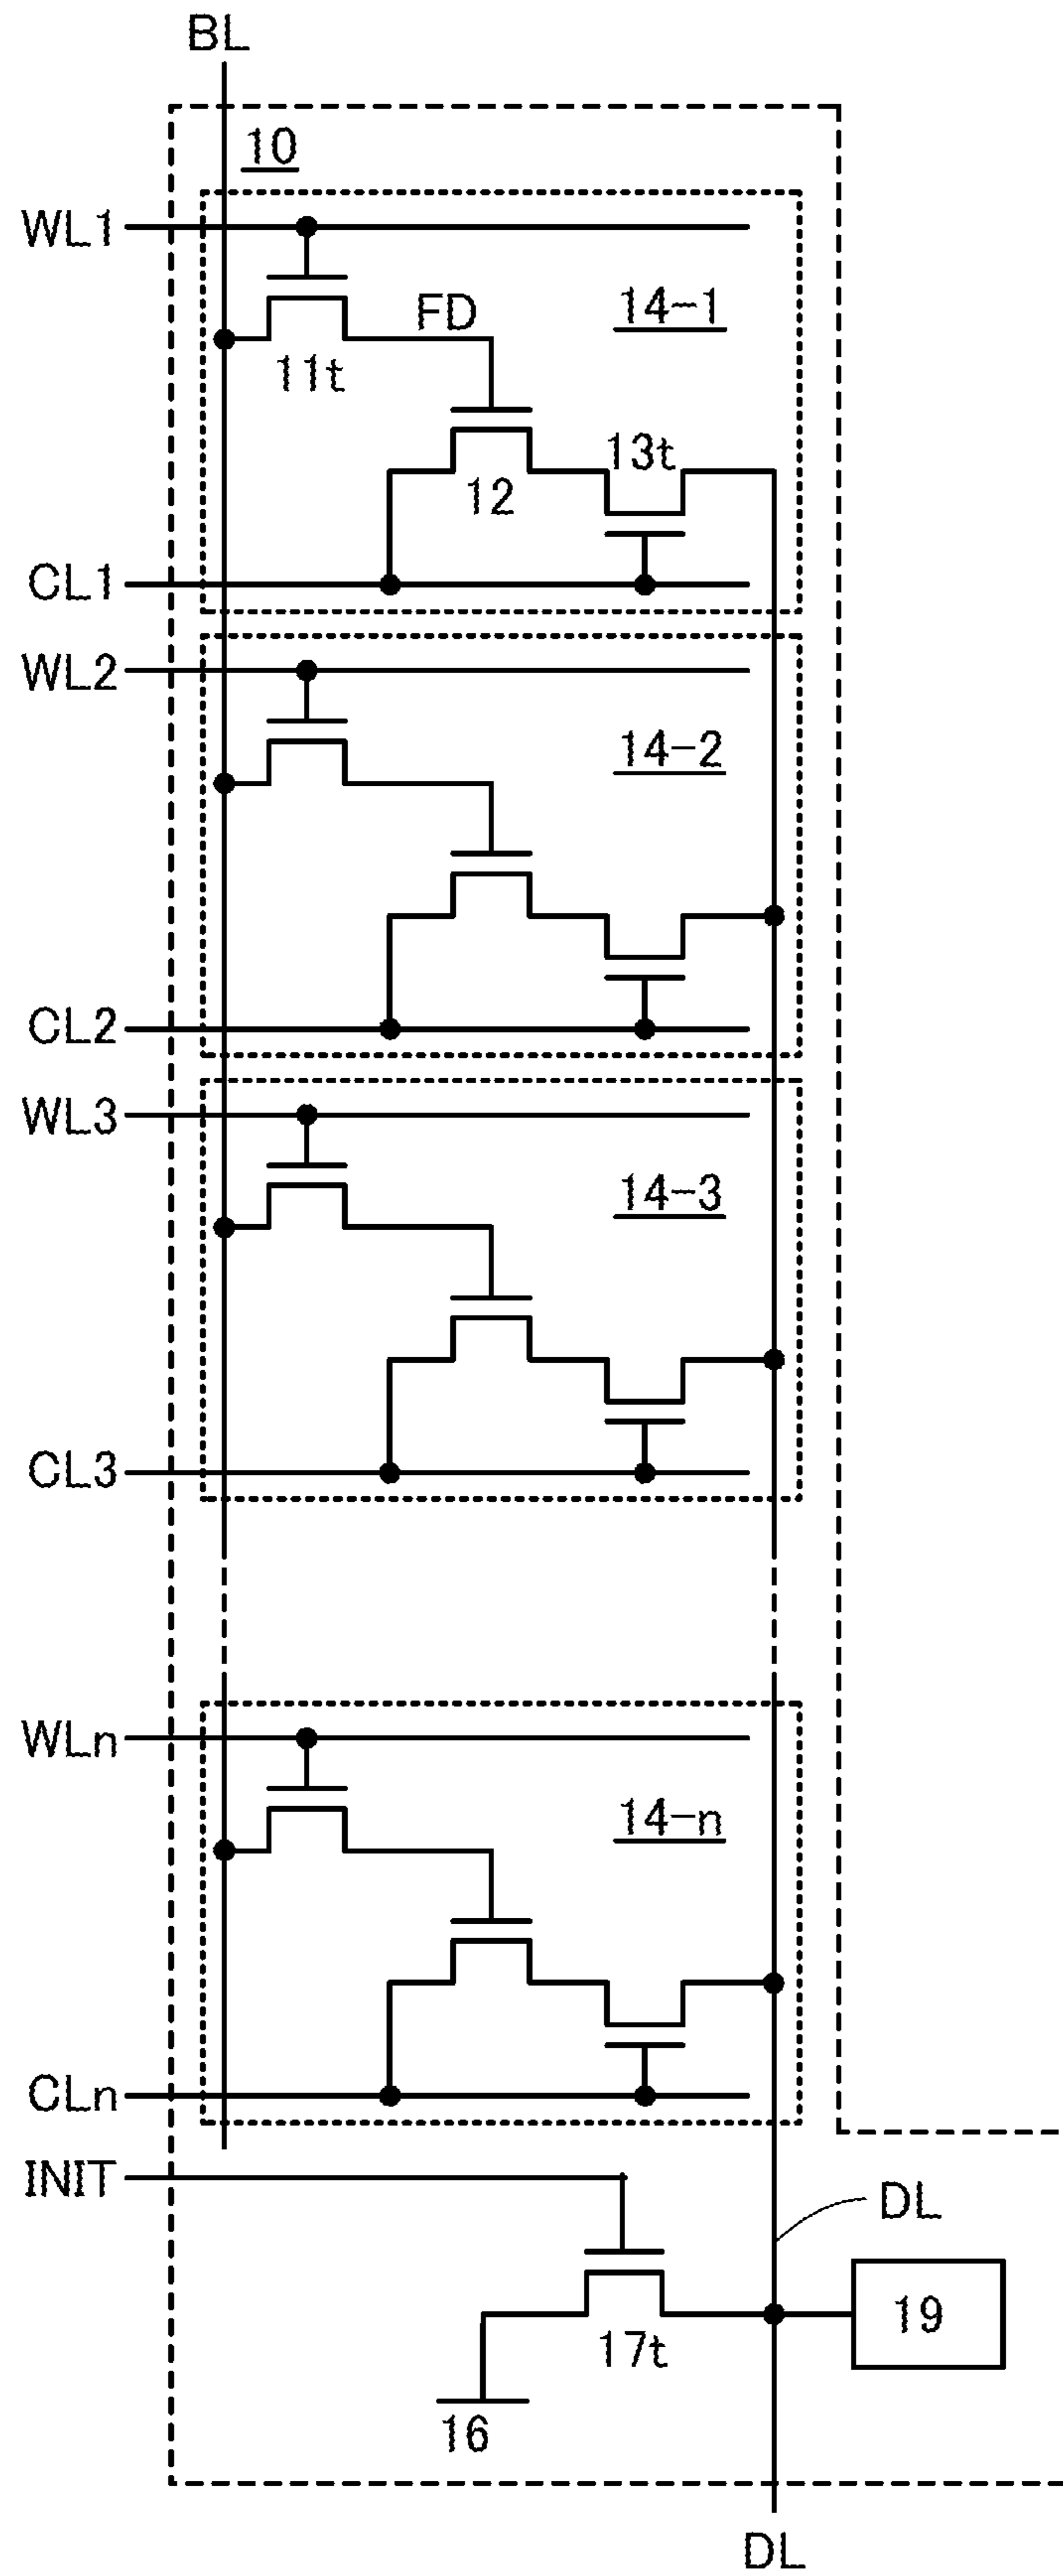 BL
10
WL1
14-1
FD
11t
13t
12
CL1
WL2
14-2
CL2
WL3
14-3
CL3
WLn
14-n
CLn
INIT
DL
19
17t
16
DL